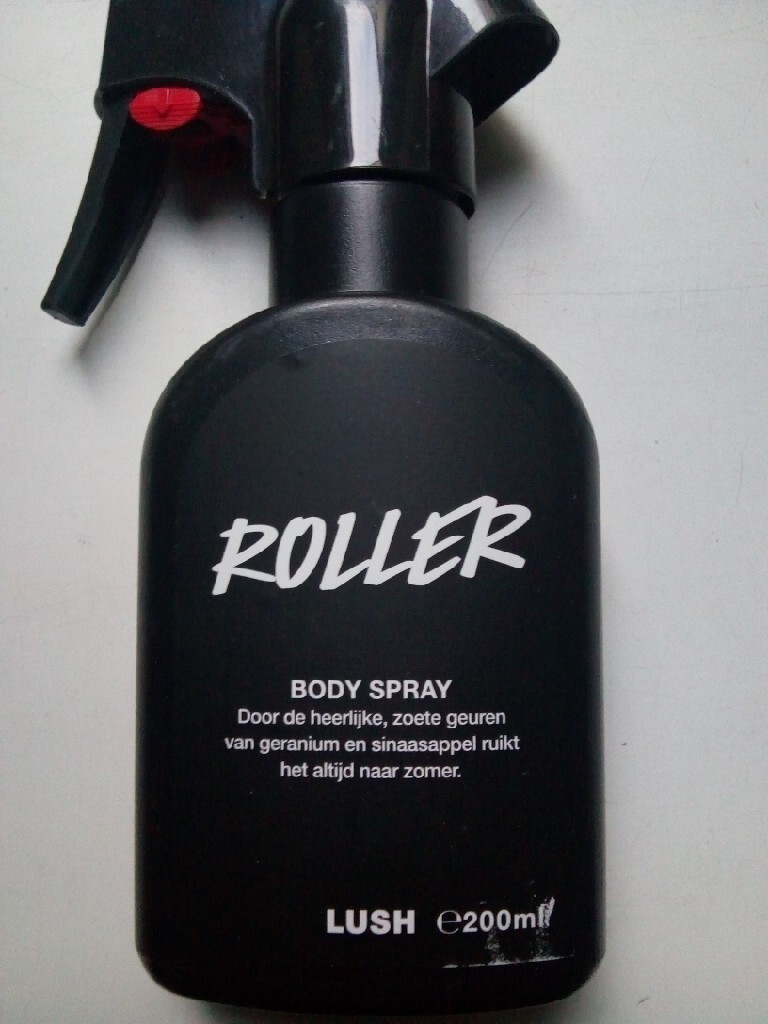 ROLLER
BODY SPRAY
Door de heerlijke, zoete geuren
van geranium en sinaasappel ruikt
het altijd naar zomer.
LUSH ℮200ml